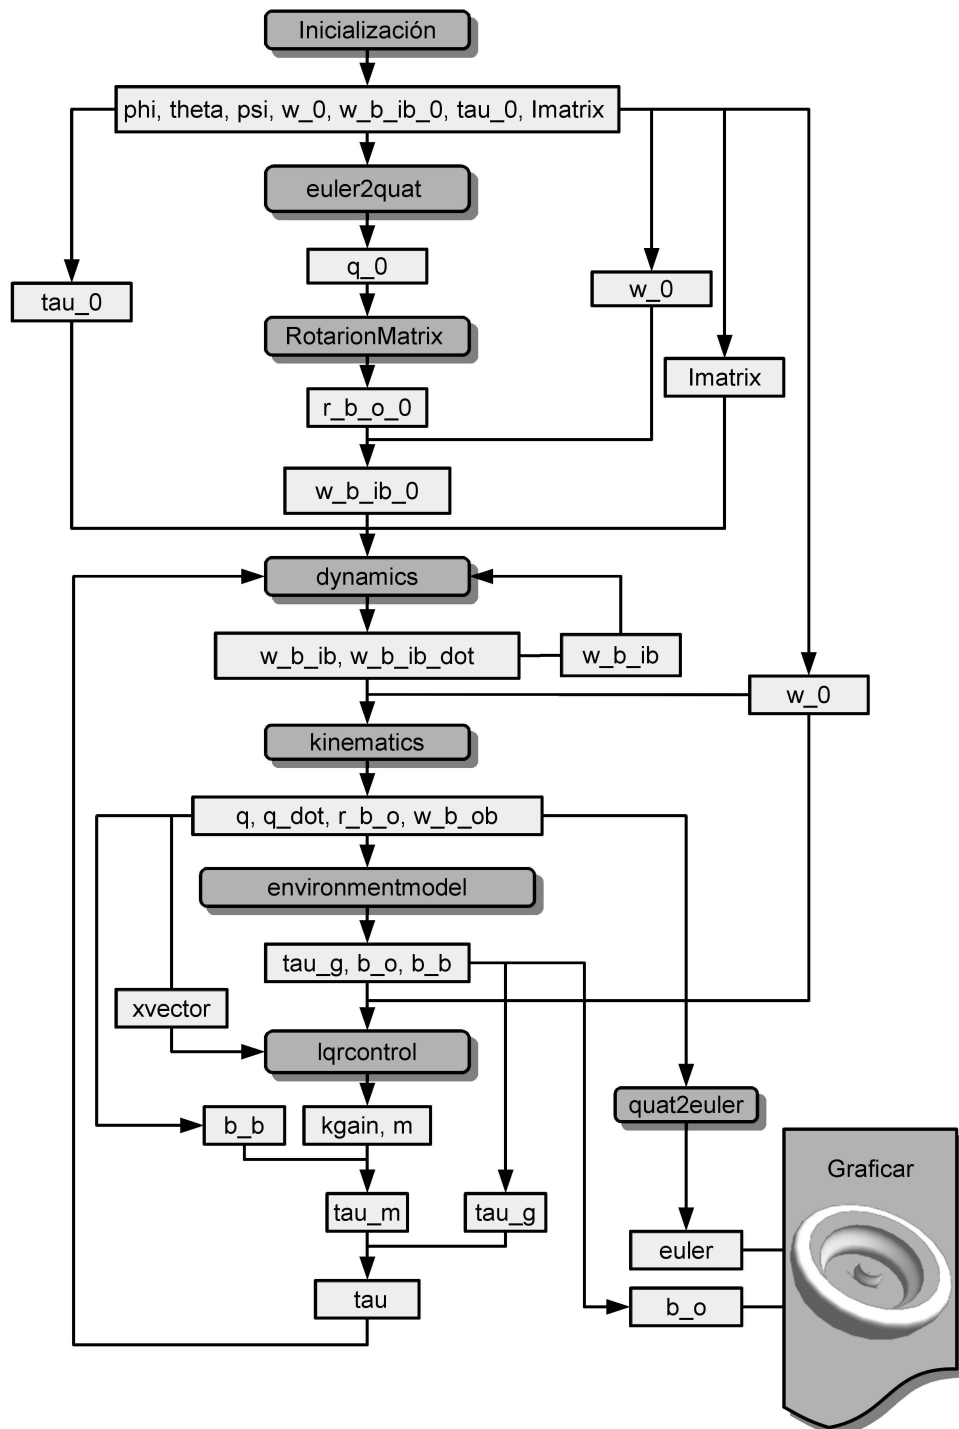 Inicialización
phi, theta, psi, w_0, w_b_ib_0, tau_0, Imatrix
euler2quat
q_0
tau_0
w_0
RotarionMatrix
Imatrix
r_b_o_0
w_b_ib_0
dynamics
w_b_ib, w_b_ib_dot
w_b_ib
w_0
kinematics
q, q_dot, r_b_o, w_b_ob
environmentmodel
tau_g, b_o, b_b
xvector
lqrcontrol
quat2euler
b_b
kgain, m
Graficar
tau_m
tau_g
euler
tau
b_o